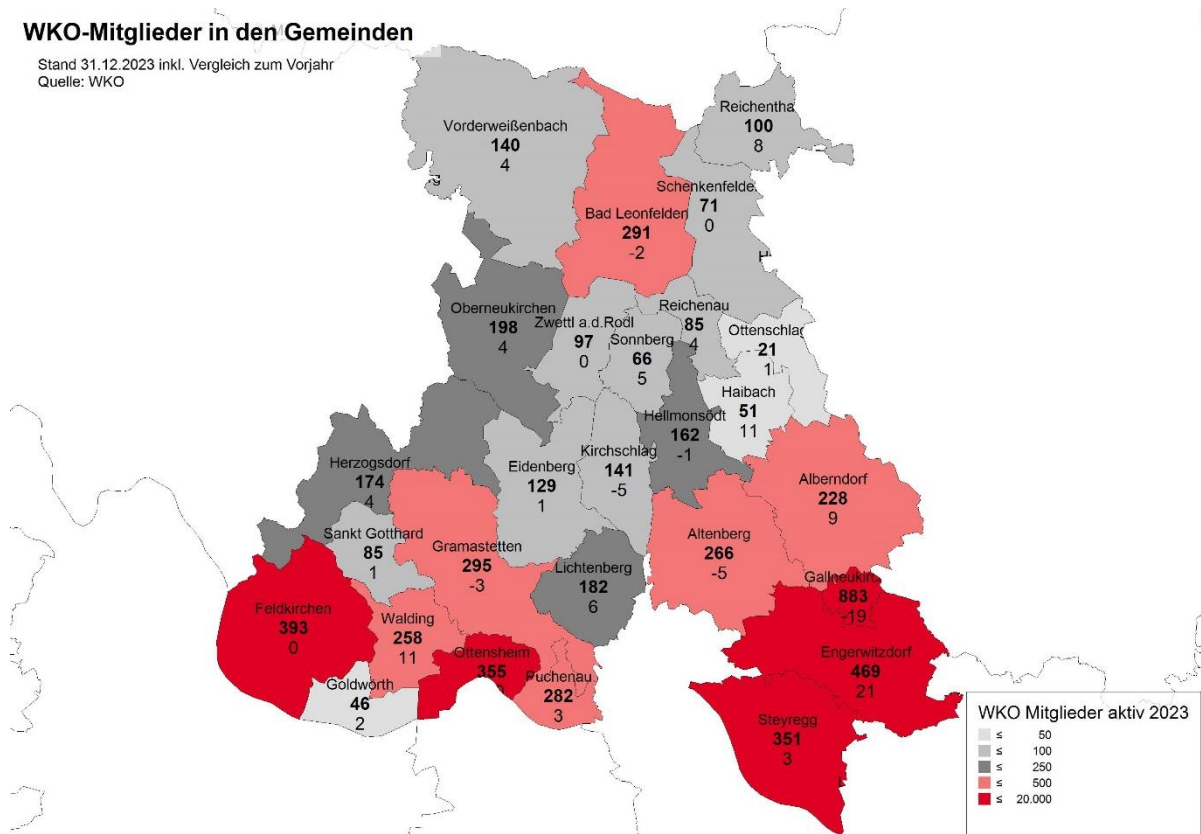 WKO-Mitglieder in den Gemeinden
Stand 31.12.2023 inkl. Vergleich zum Vorjahr
Quelle: WKO
Vorderweißenbach
140
4
Reichentha
100
8
Schenkenfelde
71
0
Bad Leonfelden
291
-2
Oberneukirchen
198
4
Zwettl a.d.Rodl
97
0
Sonnberg
66
5
Reichenau
85
4
Ottenschlag
21
1
Haibach
51
11
Hellmonsödt
162
-1
Kirchschlag
141
-5
Eidenberg
129
1
Herzogsdorf
174
4
Sankt Gotthard
85
1
Gramastetten
295
-3
Lichtenberg
182
6
Altenberg
266
-5
Alberndorf
228
9
Gallneukirc
883
-19
Engerwitzdorf
469
21
Steyregg
351
3
Feldkirchen
393
0
Walding
258
11
Goldwörth
46
2
Ottensheim
355
Puchenau
282
3
WKO Mitglieder aktiv 2023
≤ 50
≤ 100
≤ 250
≤ 500
≤ 20.000